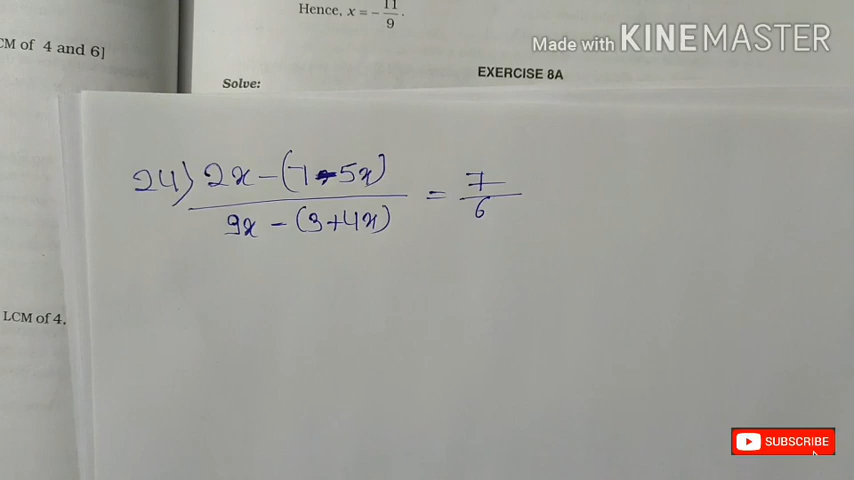 Hence, x = - 11/9.
CM of 4 and 6]
Made with KINEMASTER
EXERCISE 8A
Solve:
24) 2x - (7 - 5x) / 9x - (3 + 4x) = 7/6
LCM of 4.
SUBSCRIBE